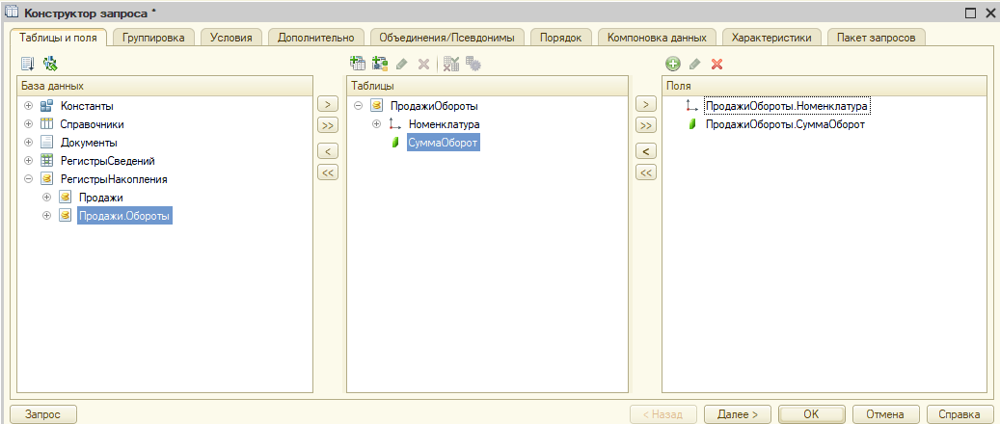 Конструктор запроса *
Таблицы и поля
Группировка
Условия
Дополнительно
Объединения/Псевдонимы
Порядок
Компоновка данных
Характеристики
Пакет запросов
База данных
Константы
Справочники
Документы
РегистрыСведений
РегистрыНакопления
Продажи
Продажи.Обороты
>
>>
<
<<
Таблицы
ПродажиОбороты
Номенклатура
СуммаОборот
>
>>
<
<<
Поля
ПродажиОбороты.Номенклатура
ПродажиОбороты.СуммаОборот
Запрос
< Назад
Далее >
ОК
Отмена
Справка